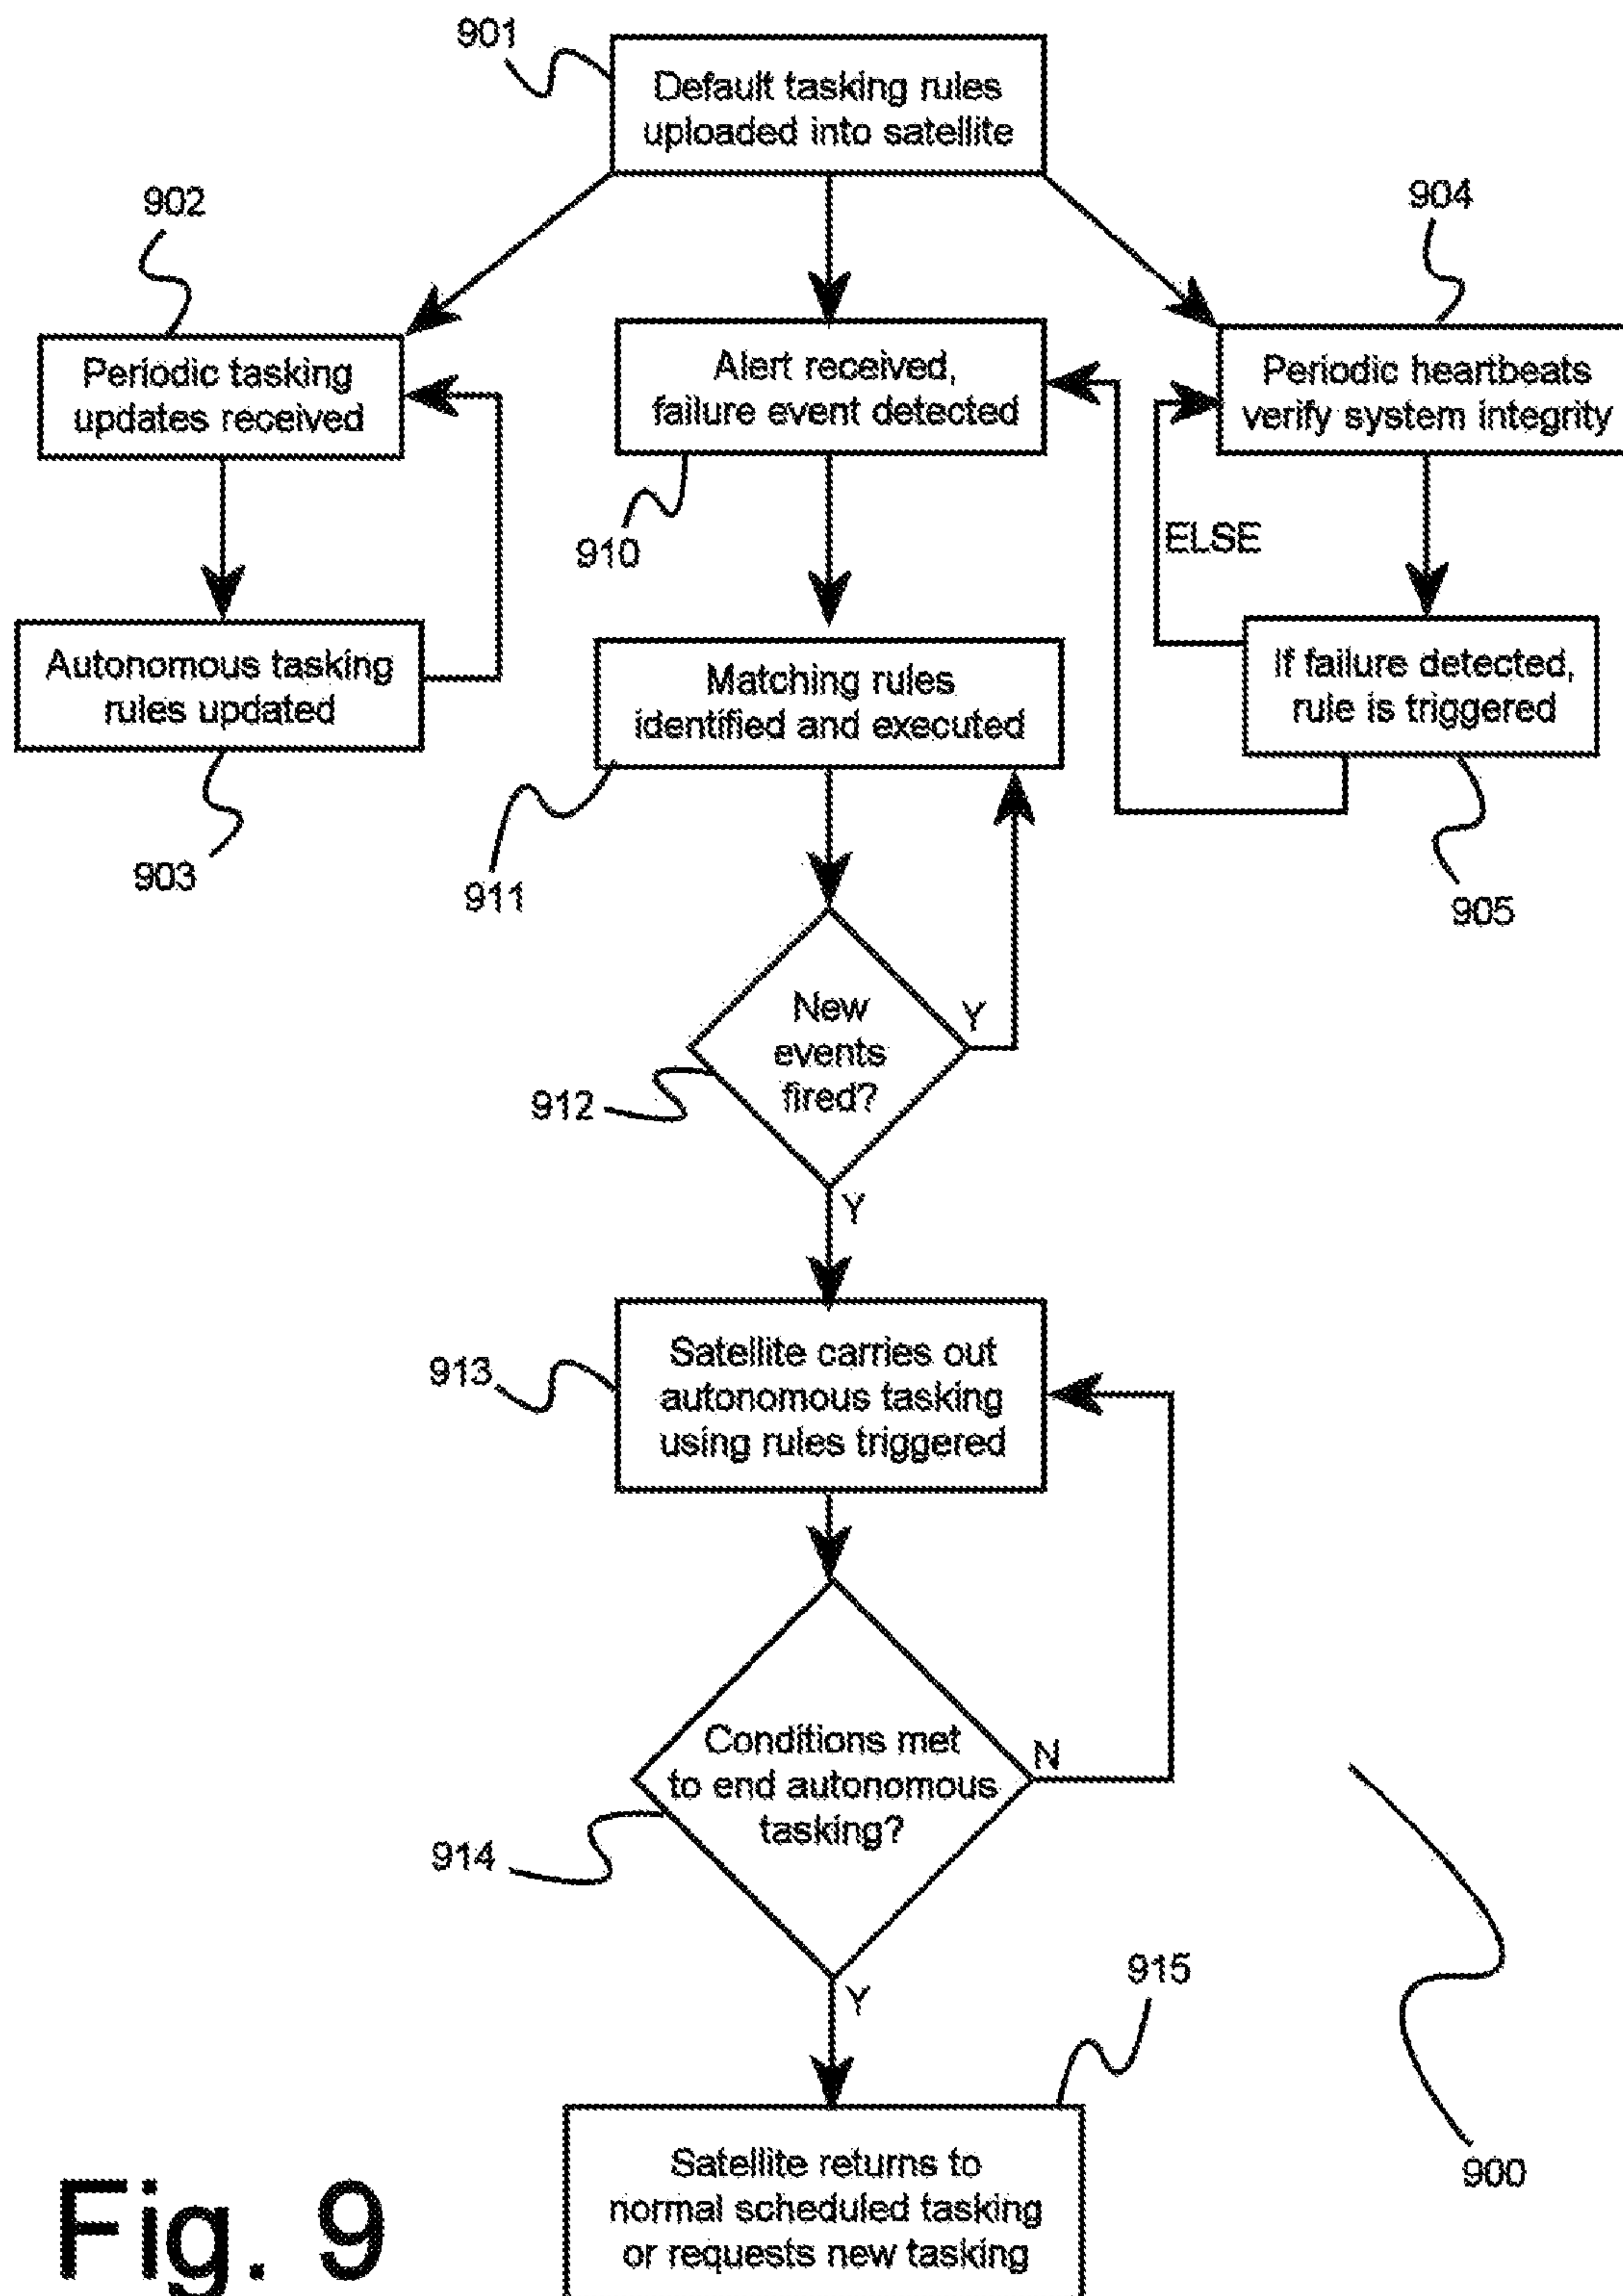 901
Default tasking rules
uploaded into satellite
902
904
Periodic tasking
updates received
Alert received,
failure event detected
Periodic heartbeats
verify system integrity
910
ELSE
Autonomous tasking
rules updated
Matching rules
identified and executed
If failure detected,
rule is triggered
903
911
905
New
events
fired?
Y
912
Y
913
Satellite carries out
autonomous tasking
using rules triggered
Conditions met
to end autonomous
tasking?
N
914
Y
915
Satellite returns to
normal scheduled tasking
or requests new tasking
900
Fig. 9